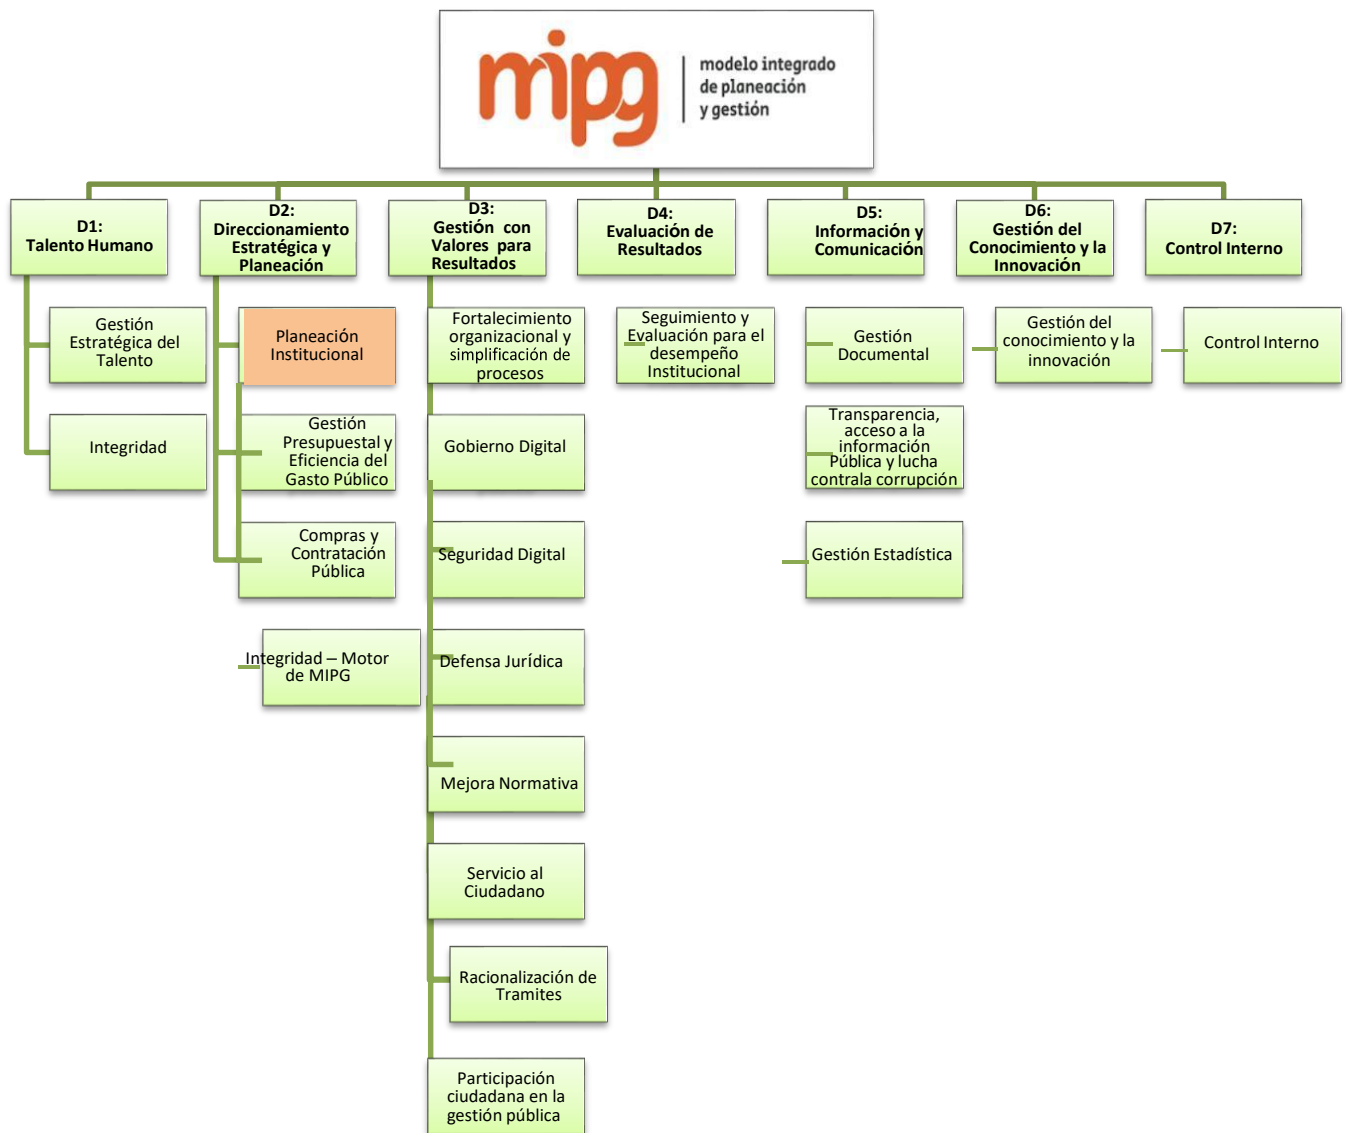 mipg
modelo integrado
de planeación
y gestión
D1:
Talento Humano
D2:
Direccionamiento
Estratégica y
Planeación
D3:
Gestión con
Valores para
Resultados
D4:
Evaluación de
Resultados
D5:
Información y
Comunicación
D6:
Gestión del
Conocimiento y la
Innovación
D7:
Control Interno
Gestión
Estratégica del
Talento
Integridad
Planeación
Institucional
Gestión
Presupuestal y
Eficiencia del
Gasto Público
Compras y
Contratación
Pública
Integridad – Motor
de MIPG
Fortalecimiento
organizacional y
simplificación de
procesos
Gobierno Digital
Seguridad Digital
Defensa Jurídica
Mejora Normativa
Servicio al
Ciudadano
Racionalización de
Tramites
Participación
ciudadana en la
gestión pública
Seguimiento y
Evaluación para el
desempeño
Institucional
Gestión
Documental
Transparencia,
acceso a la
información
Pública y lucha
contrala corrupción
Gestión Estadística
Gestión del
conocimiento y la
innovación
Control Interno